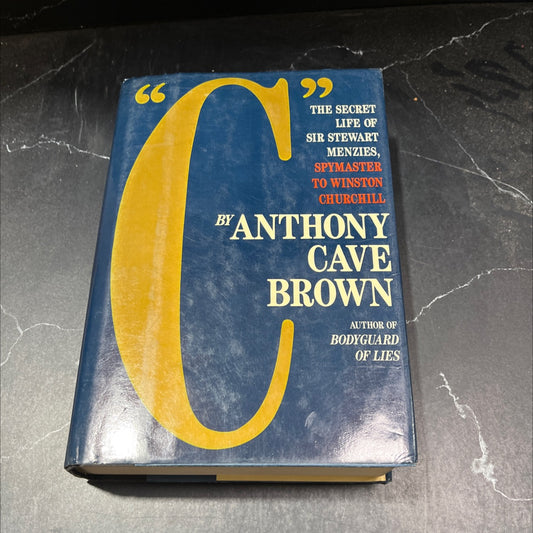 “C”
THE SECRET
LIFE OF
SIR STEWART
MENZIES,
SPYMASTER
TO WINSTON
CHURCHILL
BY ANTHONY
CAVE
BROWN
AUTHOR OF
BODYGUARD
OF LIES